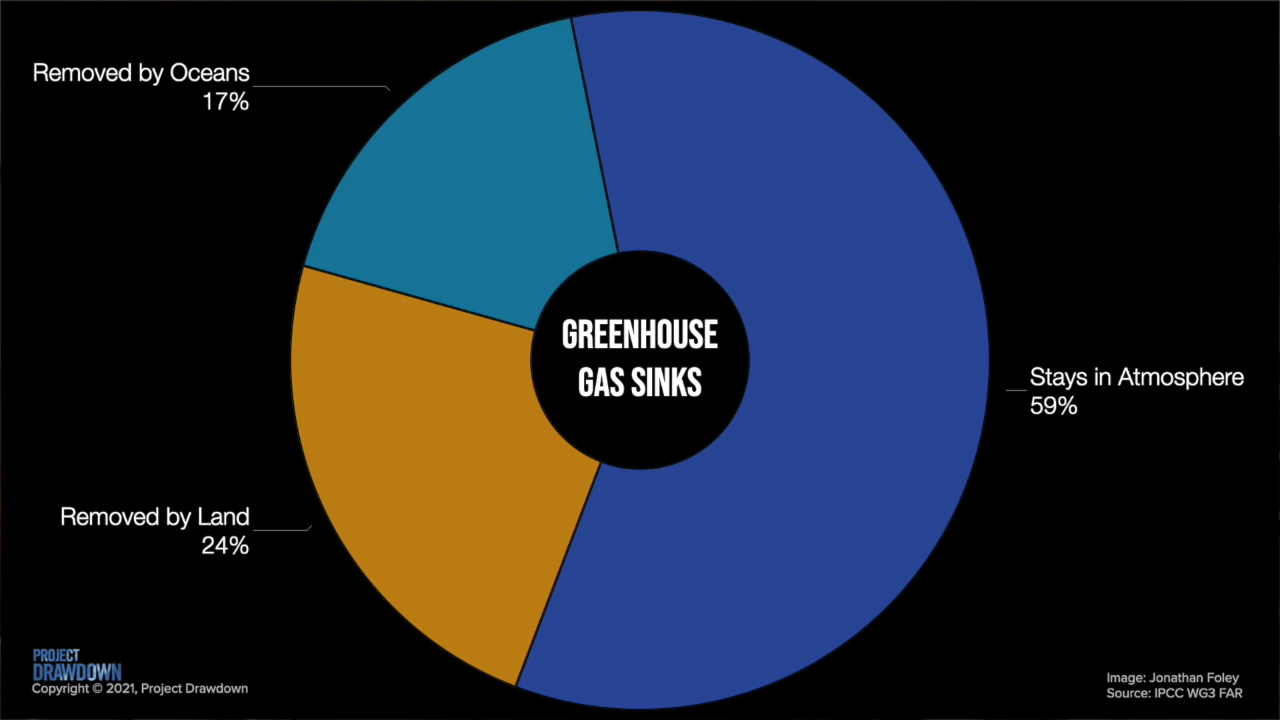 Removed by Oceans
17%
GREENHOUSE
GAS SINKS
Stays in Atmosphere
59%
Removed by Land
24%
PROJECT
DRAWDOWN
Copyright © 2021, Project Drawdown
Image: Jonathan Foley
Source: IPCC WG3 FAR